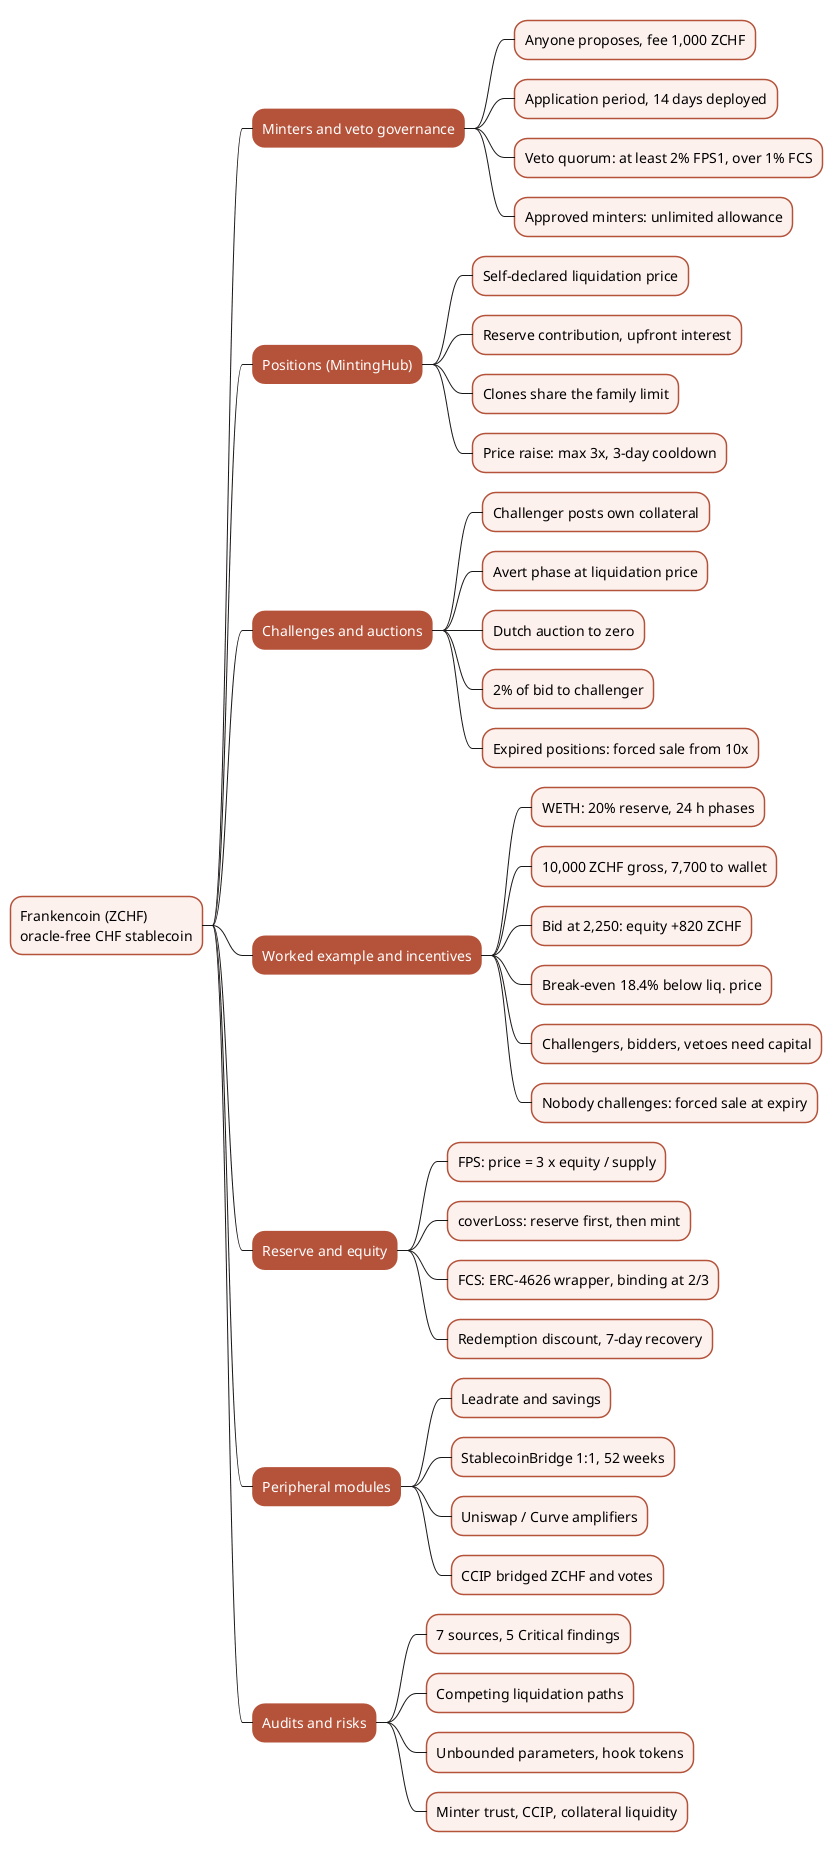 Frankencoin (ZCHF)
oracle-free CHF stablecoin
Minters and veto governance
Anyone proposes, fee 1,000 ZCHF
Application period, 14 days deployed
Veto quorum: at least 2% FPS1, over 1% FCS
Approved minters: unlimited allowance
Positions (MintingHub)
Self-declared liquidation price
Reserve contribution, upfront interest
Clones share the family limit
Price raise: max 3x, 3-day cooldown
Challenges and auctions
Challenger posts own collateral
Avert phase at liquidation price
Dutch auction to zero
2% of bid to challenger
Expired positions: forced sale from 10x
Worked example and incentives
WETH: 20% reserve, 24 h phases
10,000 ZCHF gross, 7,700 to wallet
Bid at 2,250: equity +820 ZCHF
Break-even 18.4% below liq. price
Challengers, bidders, vetoes need capital
Nobody challenges: forced sale at expiry
Reserve and equity
FPS: price = 3 x equity / supply
coverLoss: reserve first, then mint
FCS: ERC-4626 wrapper, binding at 2/3
Redemption discount, 7-day recovery
Peripheral modules
Leadrate and savings
StablecoinBridge 1:1, 52 weeks
Uniswap / Curve amplifiers
CCIP bridged ZCHF and votes
Audits and risks
7 sources, 5 Critical findings
Competing liquidation paths
Unbounded parameters, hook tokens
Minter trust, CCIP, collateral liquidity